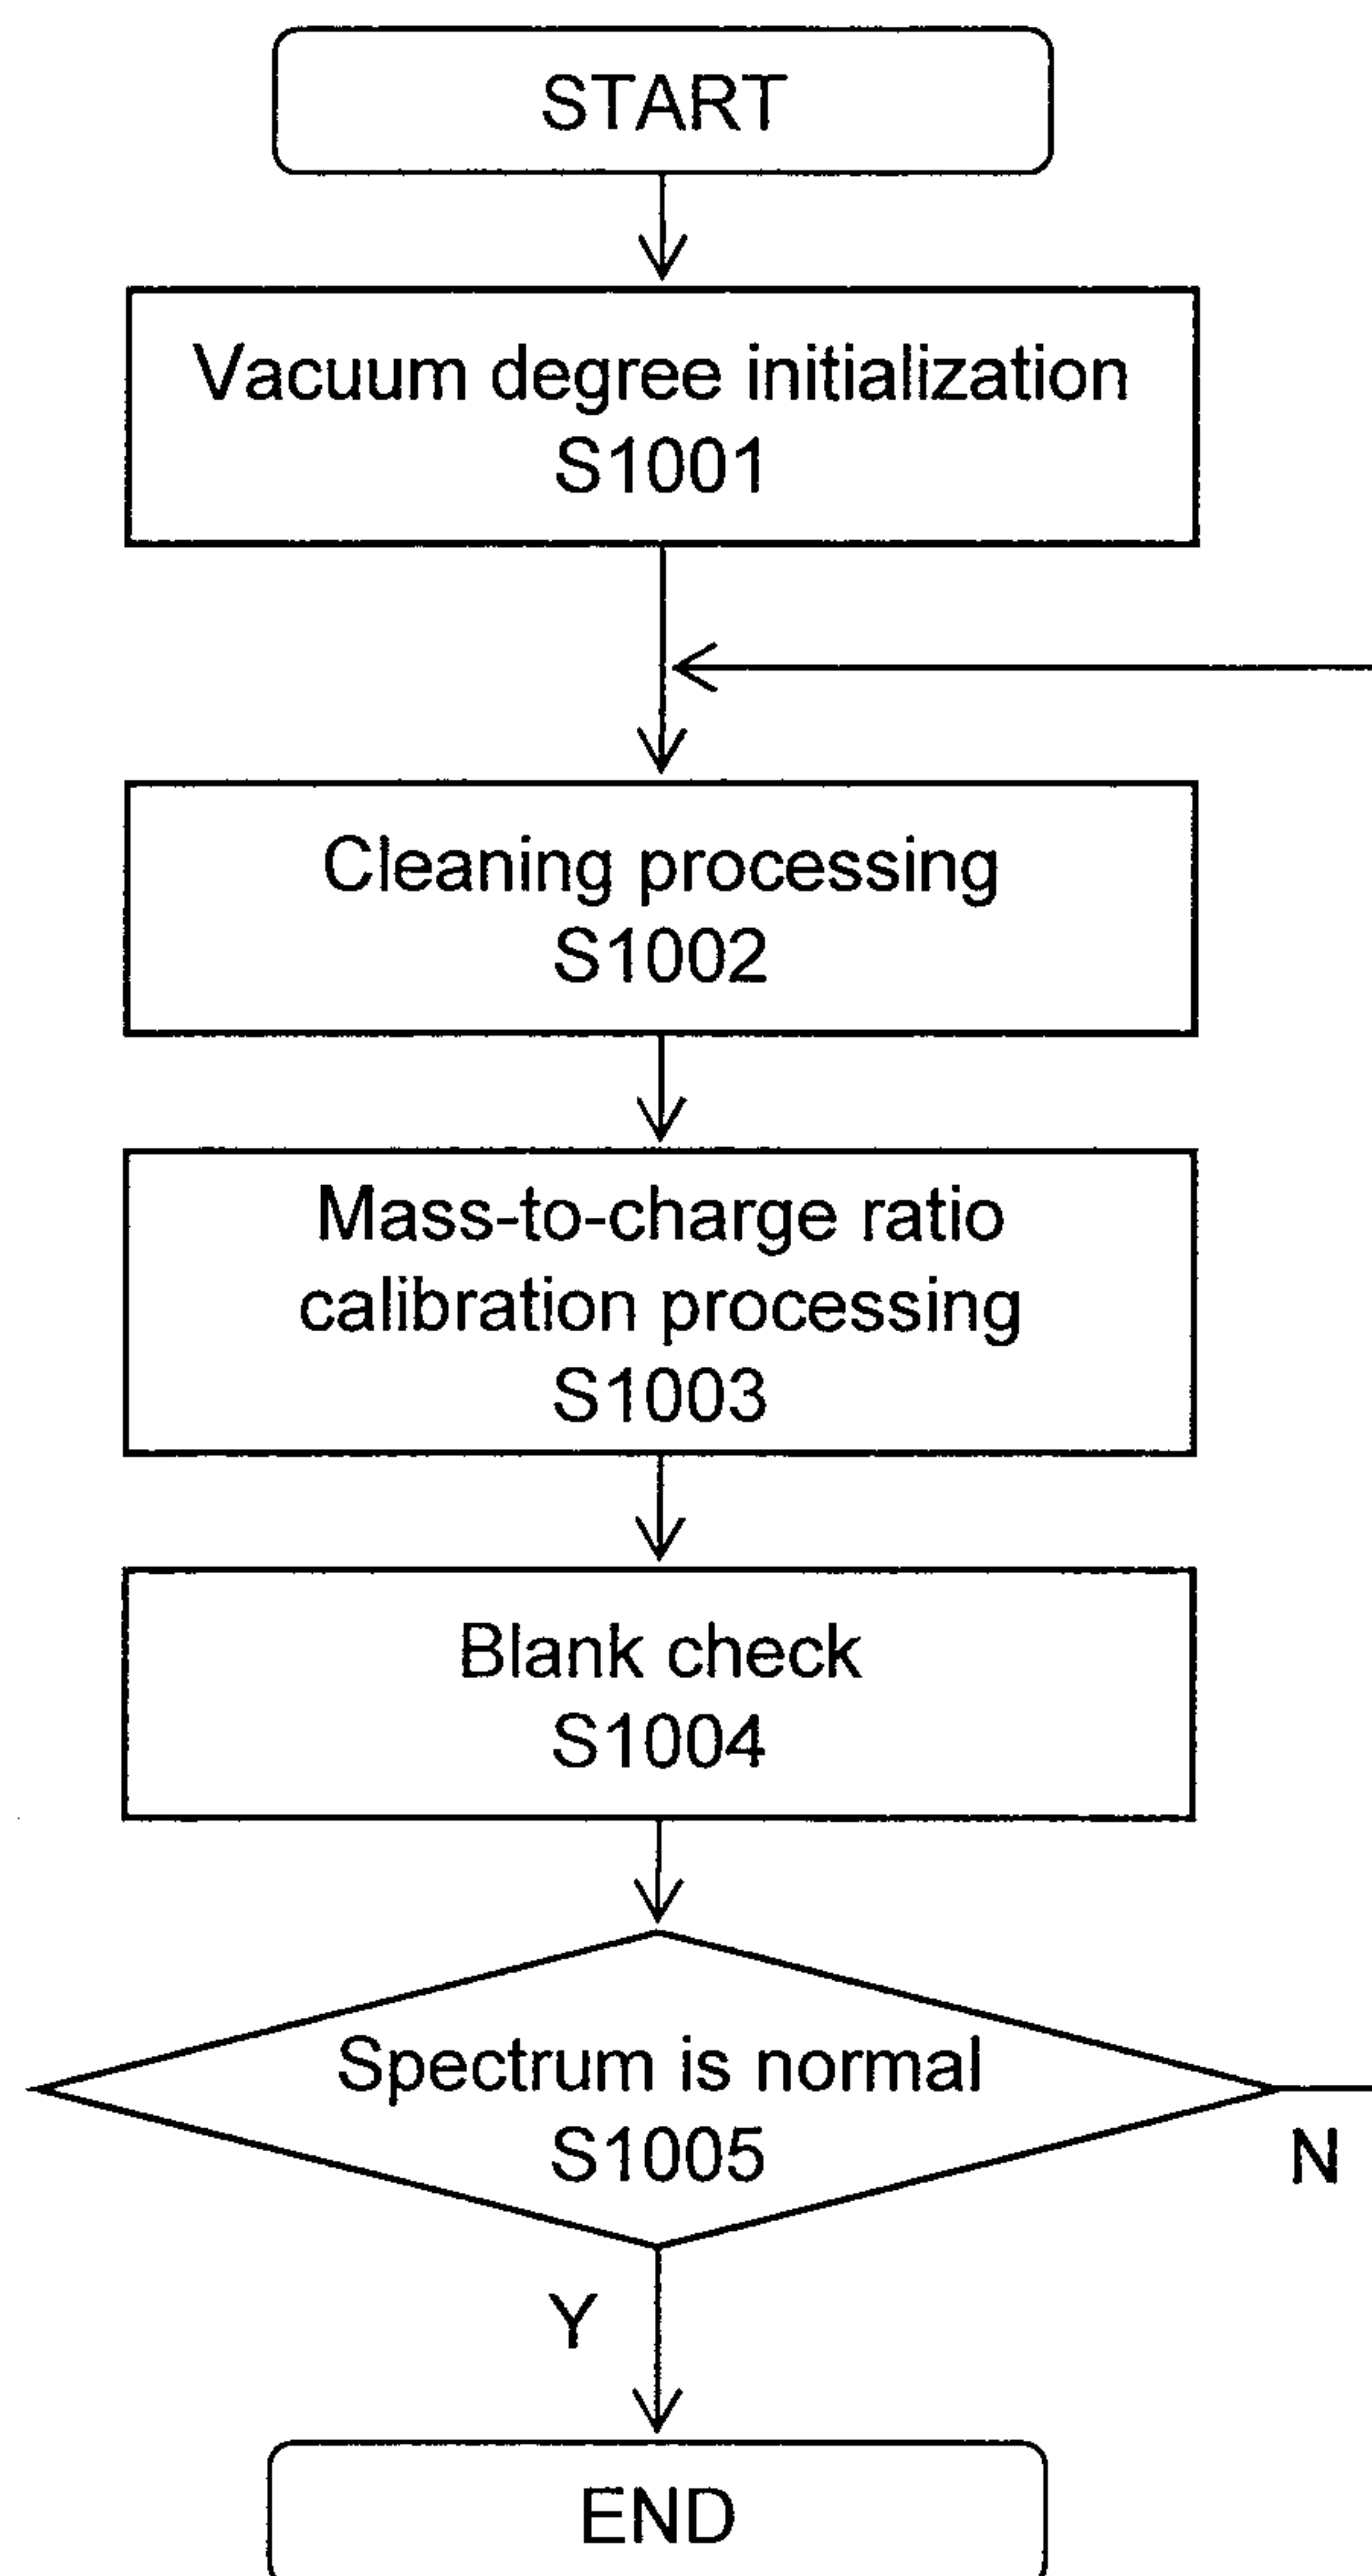 START
Vacuum degree initialization
S1001
Cleaning processing
S1002
Mass-to-charge ratio
calibration processing
S1003
Blank check
S1004
Spectrum is normal
S1005
N
Y
END